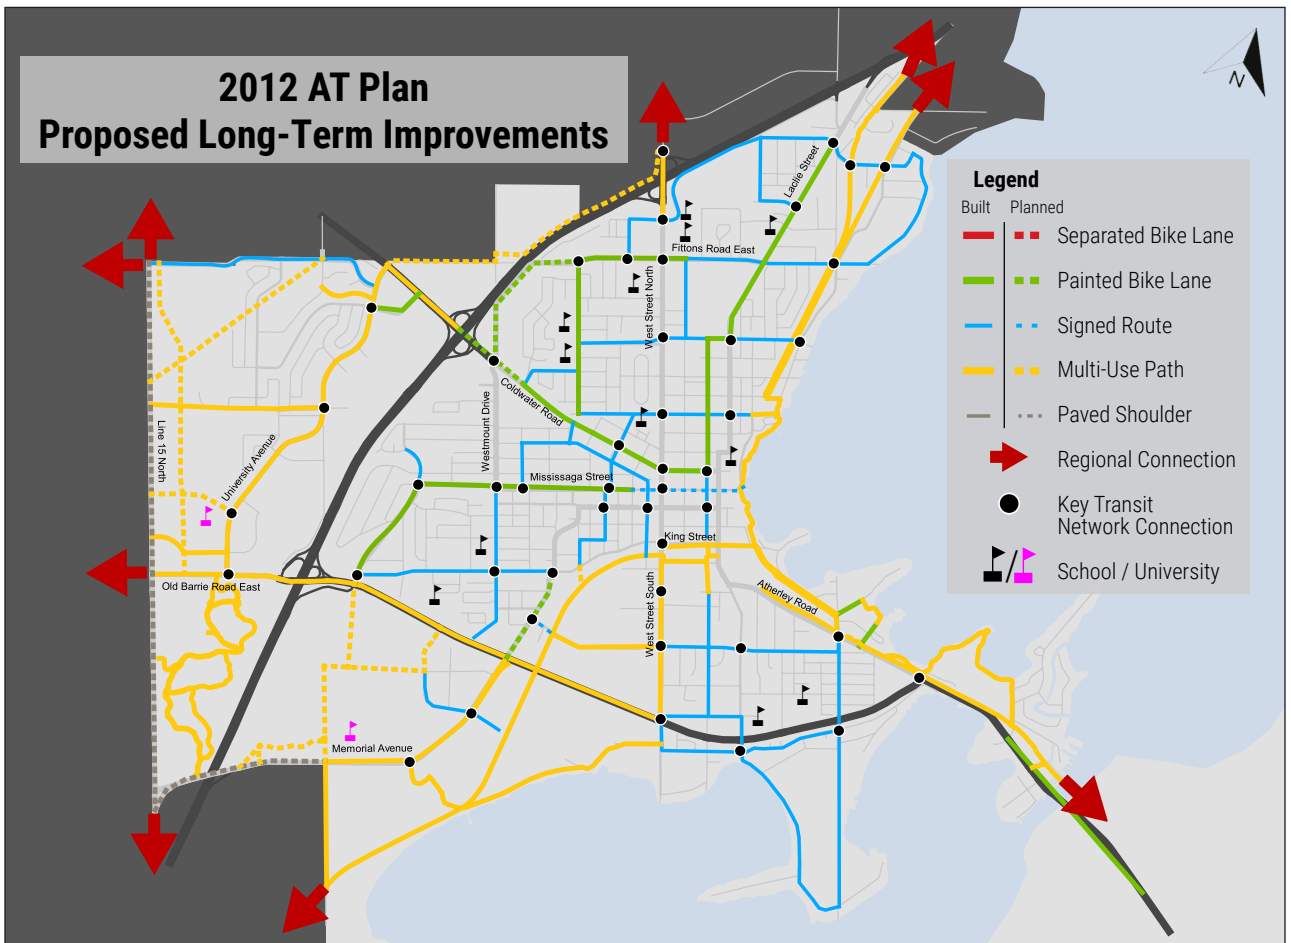 2012 AT Plan
Proposed Long-Term Improvements
N
Legend
Built Planned
Separated Bike Lane
Painted Bike Lane
Signed Route
Multi-Use Path
Paved Shoulder
Regional Connection
Key Transit
Network Connection
School / University
Laclie Street
Fittons Road East
West Street North
Coldwater Road
Westmount Drive
Line 15 North
University Avenue
Mississaga Street
King Street
Old Barrie Road East
Atherley Road
West Street South
Memorial Avenue